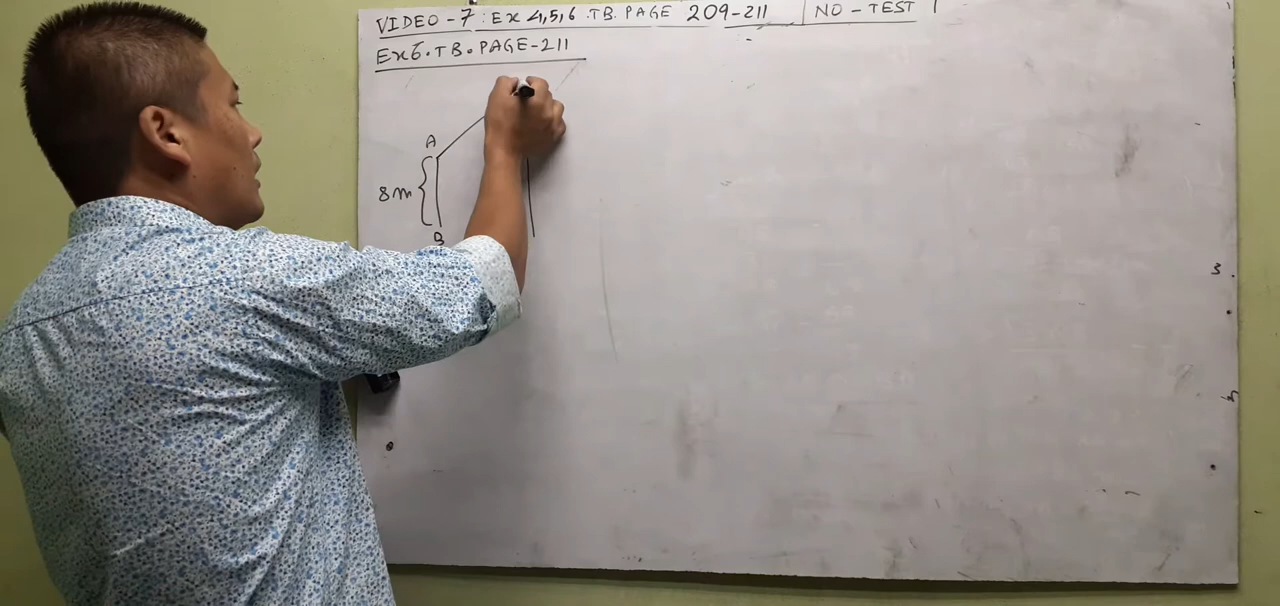 VIDEO - 7 : EX 4,5,6 .TB. PAGE 209-211 | NO - TEST
EX 6. TB. PAGE-211
A
8m
B